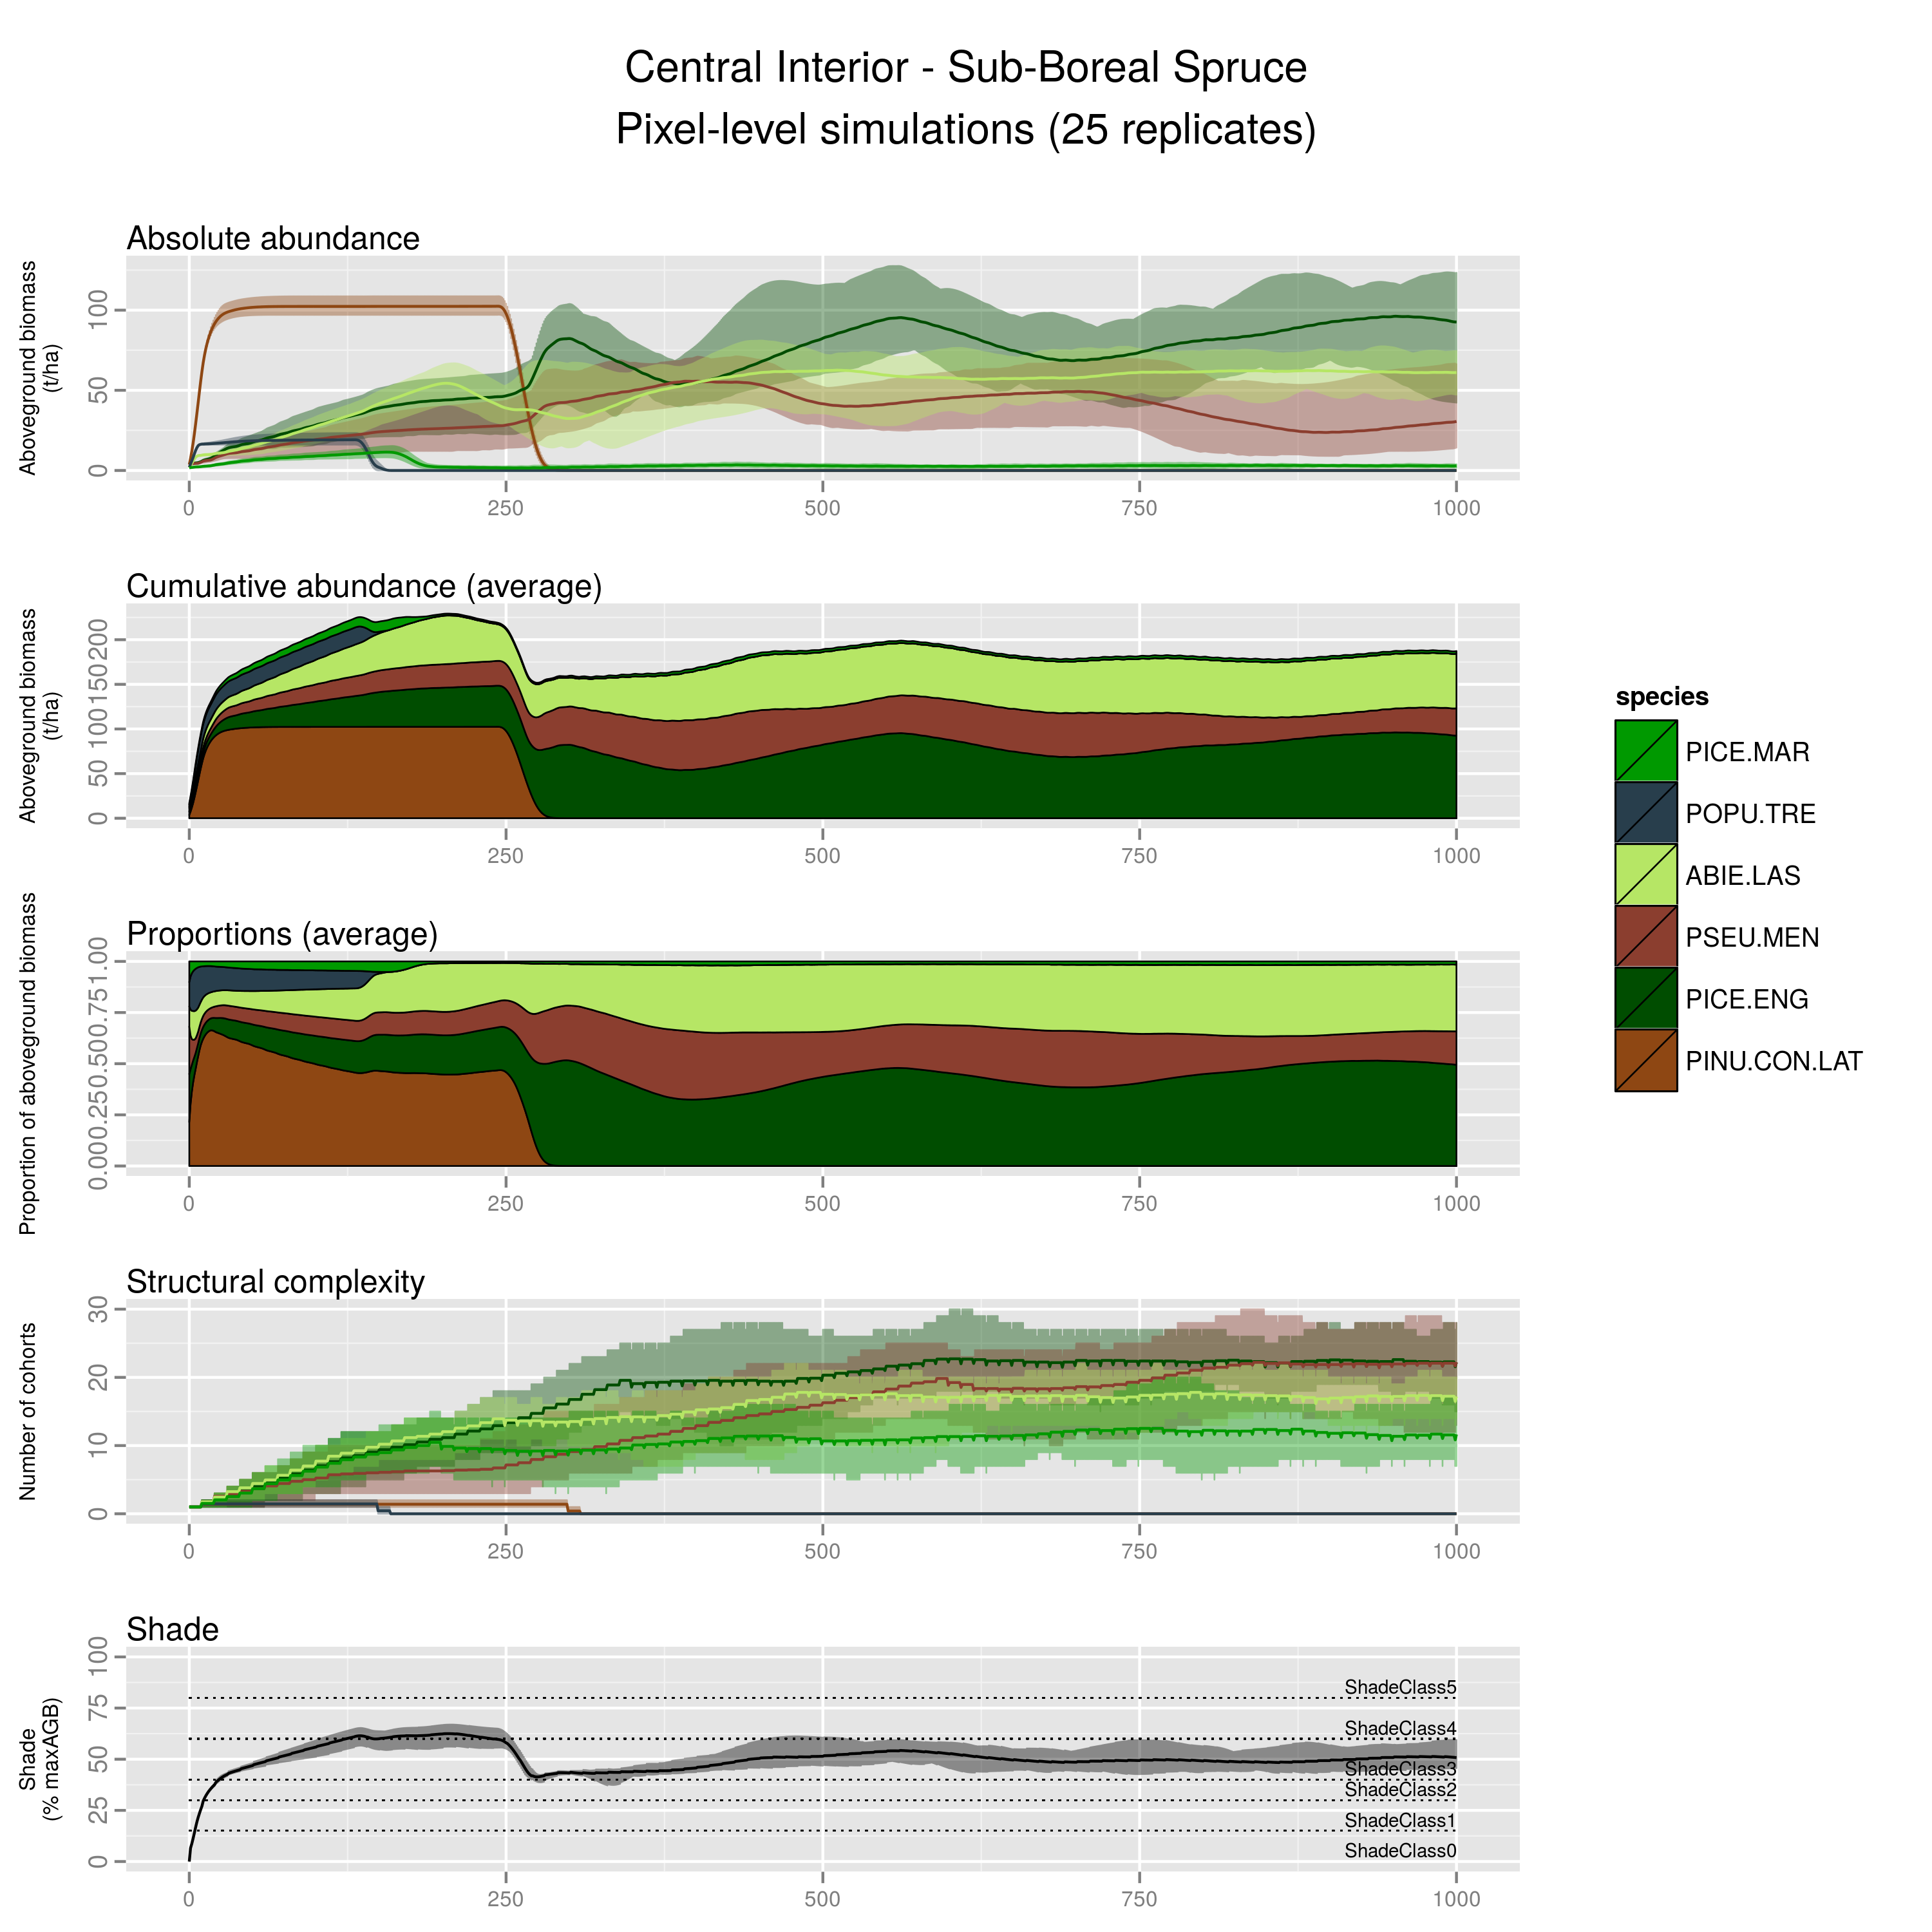 Central Interior - Sub-Boreal Spruce
Pixel-level simulations (25 replicates)
Absolute abundance
Aboveground biomass
(t/ha)
100
50
0
0 250 500 750 1000
Cumulative abundance (average)
Aboveground biomass
(t/ha)
200
150
100
50
0
0 250 500 750 1000
Proportions (average)
Proportion of aboveground biomass
1.00
0.75
0.50
0.25
0.00
0 250 500 750 1000
Structural complexity
Number of cohorts
30
20
10
0
0 250 500 750 1000
Shade
Shade
(% maxAGB)
100
75
50
25
0
ShadeClass5
ShadeClass4
ShadeClass3
ShadeClass2
ShadeClass1
ShadeClass0
0 250 500 750 1000
species
PICE.MAR
POPU.TRE
ABIE.LAS
PSEU.MEN
PICE.ENG
PINU.CON.LAT